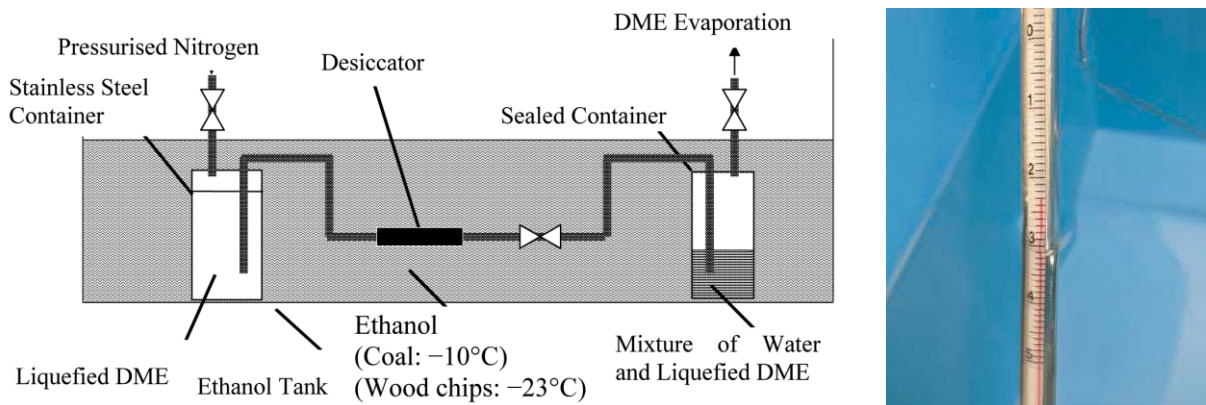 Pressurised Nitrogen
Stainless Steel
Container
Desiccator
DME Evaporation
Sealed Container
Liquefied DME
Ethanol Tank
Ethanol
(Coal: −10°C)
(Wood chips: −23°C)
Mixture of Water
and Liquefied DME
0
1
2
3
4
5